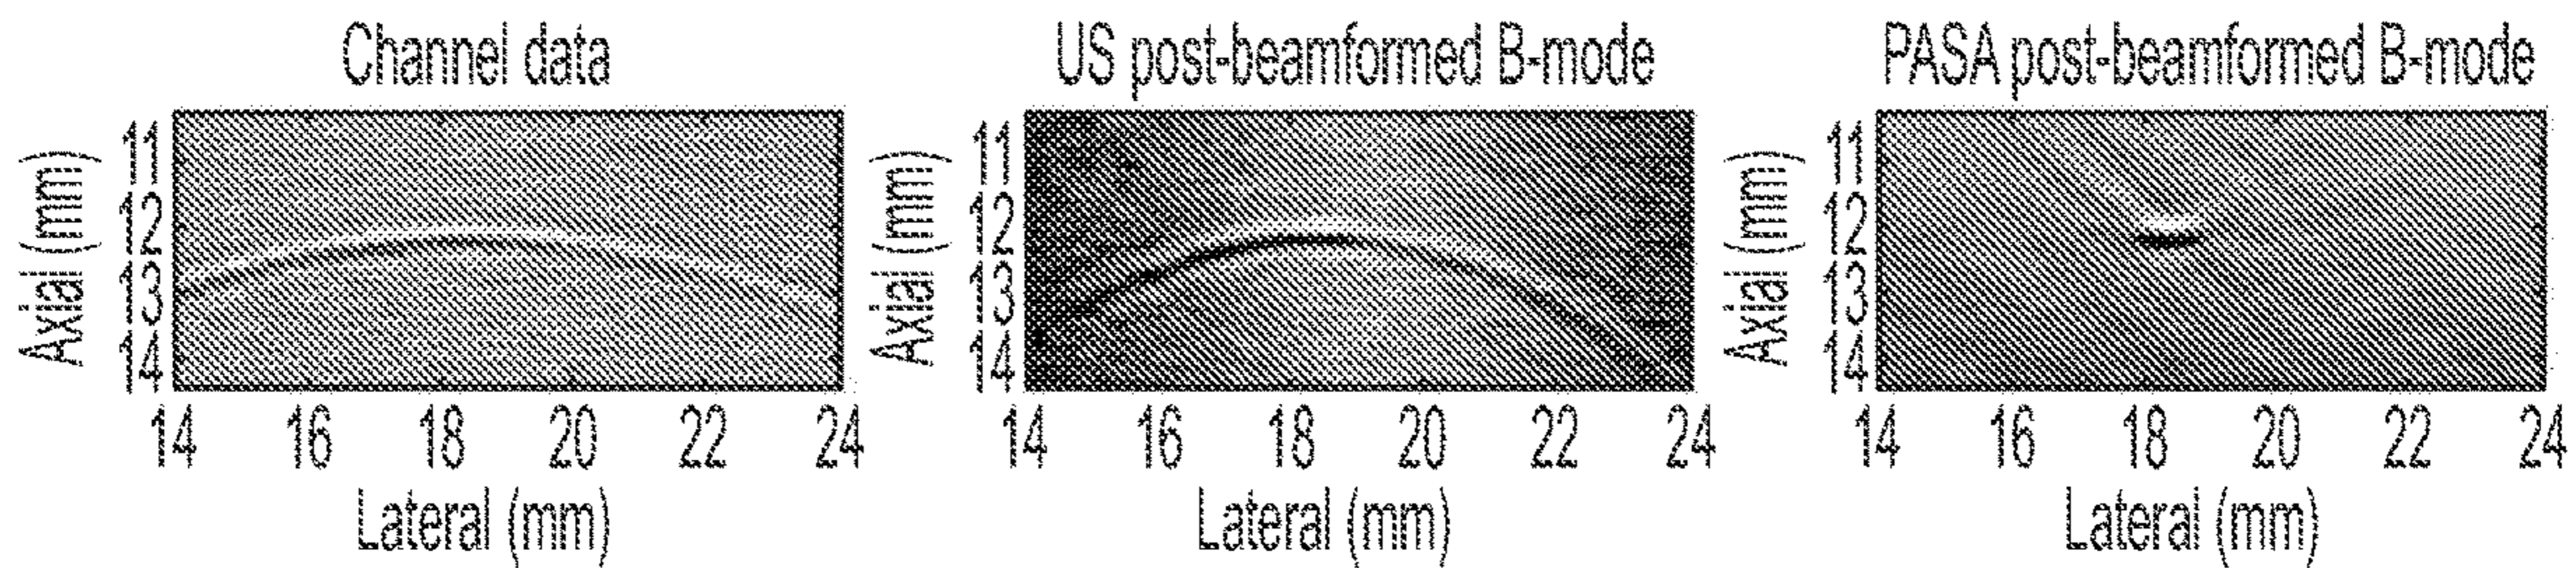 Channel data
Axial (mm)
11
12
13
14
14 16 18 20 22 24
Lateral (mm)
US post-beamformed B-mode
Axial (mm)
11
12
13
14
14 16 18 20 22 24
Lateral (mm)
PASA post-beamformed B-mode
Axial (mm)
11
12
13
14
14 16 18 20 22 24
Lateral (mm)